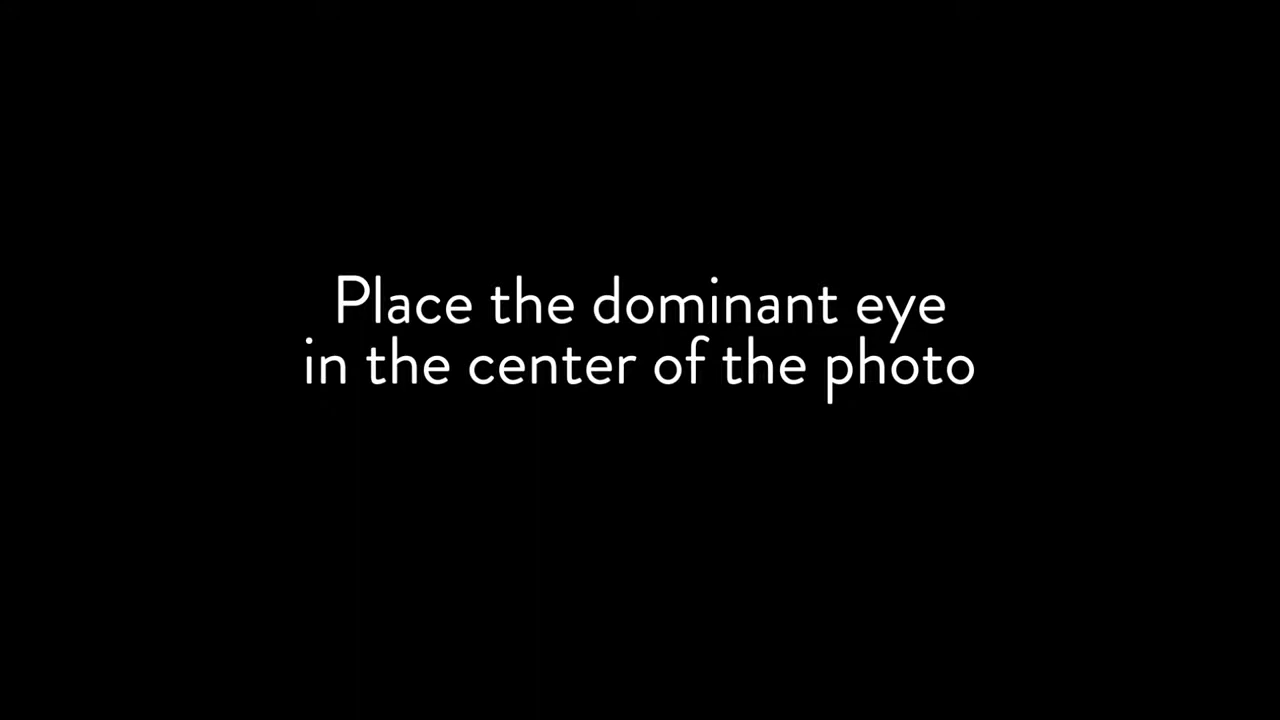 Place the dominant eye
in the center of the photo